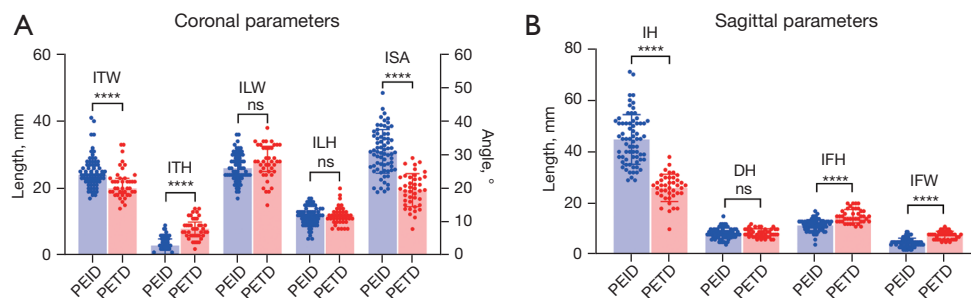 A
Coronal parameters
Length, mm
60
40
20
0
ITW
****
ITH
****
ILW
ns
ILH
ns
ISA
****
60
50
40
30
20
10
0
Angle, °
PEID
PETD
PEID
PETD
PEID
PETD
PEID
PETD
PEID
PETD
B
Sagittal parameters
Length, mm
80
60
40
20
0
IH
****
DH
ns
IFH
****
IFW
****
PEID
PETD
PEID
PETD
PEID
PETD
PEID
PETD